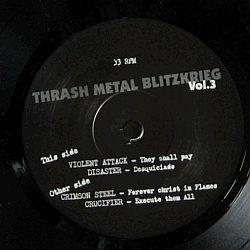 33 RPM
THRASH METAL BLITZKRIEG
Vol.3
This side
VIOLENT ATTACK – They shall pay
DISASTER – Desquiciado
Other side
CRIMSON STEEL – Forever christ in Flames
CRUCIFIER – Execute them All